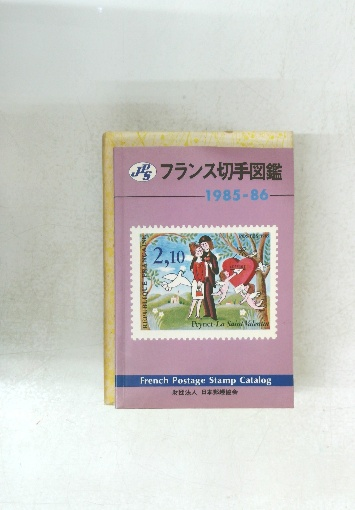 JPS フランス切手図鑑
1985-86
REPUBLIQUE FRANÇAISE
2,10
Peynet-La Saint Valentin
French Postage Stamp Catalog
財団法人 日本郵趣協会